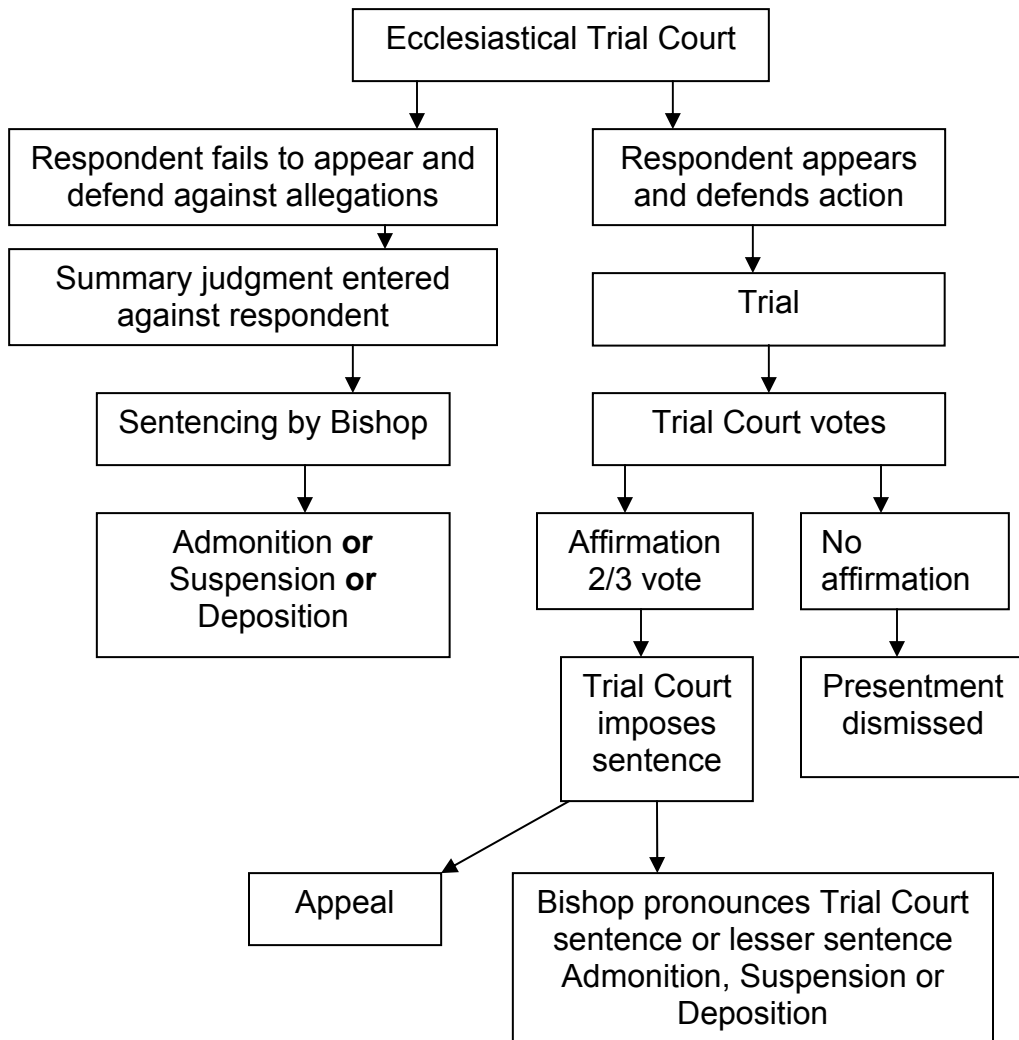 Ecclesiastical Trial Court
Respondent fails to appear and
defend against allegations
Respondent appears
and defends action
Summary judgment entered
against respondent
Trial
Sentencing by Bishop
Trial Court votes
Admonition or
Suspension or
Deposition
Affirmation
2/3 vote
No
affirmation
Trial Court
imposes
sentence
Presentment
dismissed
Appeal
Bishop pronounces Trial Court
sentence or lesser sentence
Admonition, Suspension or
Deposition